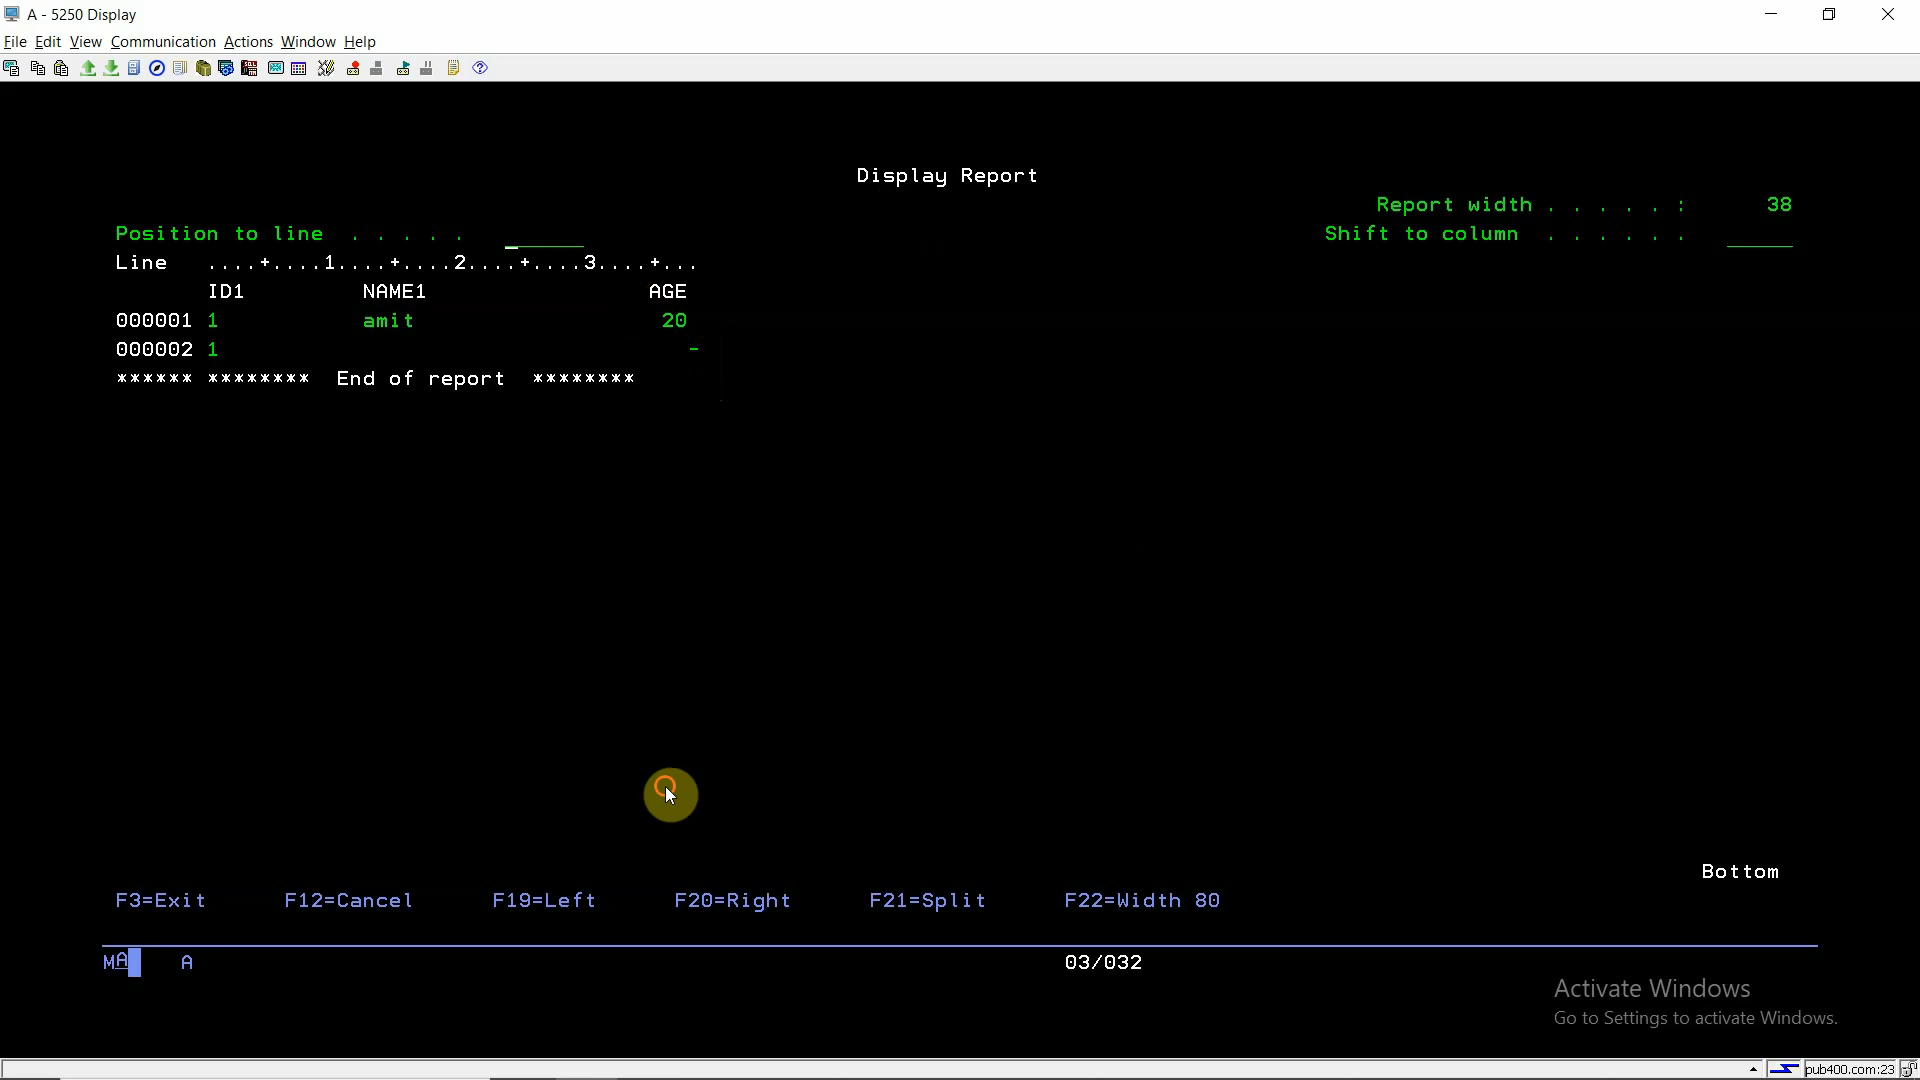 A - 5250 Display
File Edit View Communication Actions Window Help
Display Report
Report width . . . . . . : 38
Position to line . . . . . Shift to column . . . . . .
Line ....+....1....+....2....+....3....+...
ID1 NAME1 AGE
000001 1 amit 20
000002 1 -
****** ******** End of report ********
Bottom
F3=Exit F12=Cancel F19=Left F20=Right F21=Split F22=Width 80
MA A 03/032
Activate Windows
Go to Settings to activate Windows.
pub400.com:23